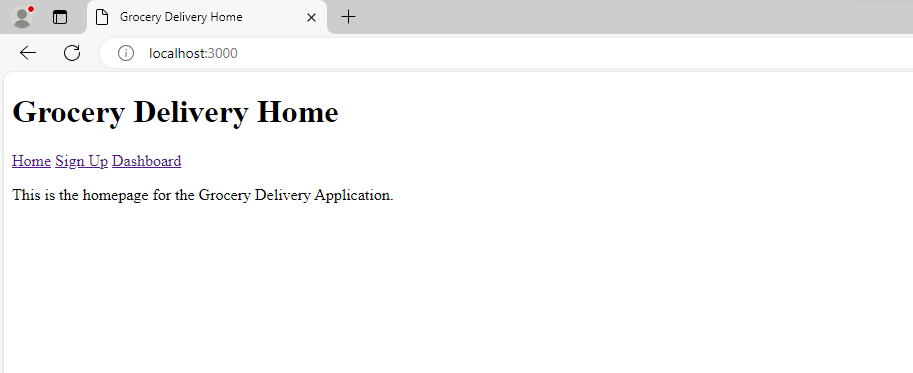 Grocery Delivery Home
localhost:3000
Grocery Delivery Home
Home Sign Up Dashboard
This is the homepage for the Grocery Delivery Application.